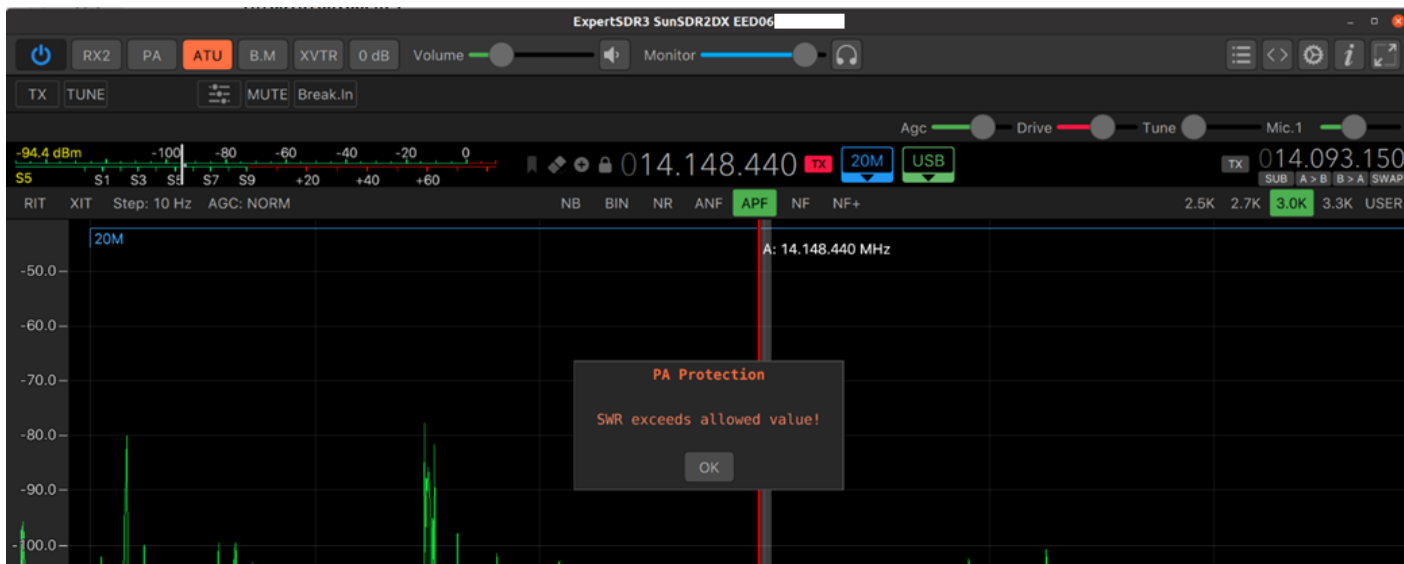 ExpertSDR3 SunSDR2DX EED06
RX2 PA ATU B.M XVTR 0 dB Volume Monitor
TX TUNE MUTE Break.In
Agc Drive Tune Mic.1
-94.4 dBm -100 -80 -60 -40 -20 0
S5 S1 S3 S5 S7 S9 +20 +40 +60
014.148.440 TX 20M USB
TX 014.093.150
SUB A > B B > A SWAP
RIT XIT Step: 10 Hz AGC: NORM NB BIN NR ANF APF NF NF+ 2.5K 2.7K 3.0K 3.3K USER
20M
A: 14.148.440 MHz
-50.0
-60.0
-70.0
PA Protection
SWR exceeds allowed value!
-80.0
OK
-90.0
-100.0